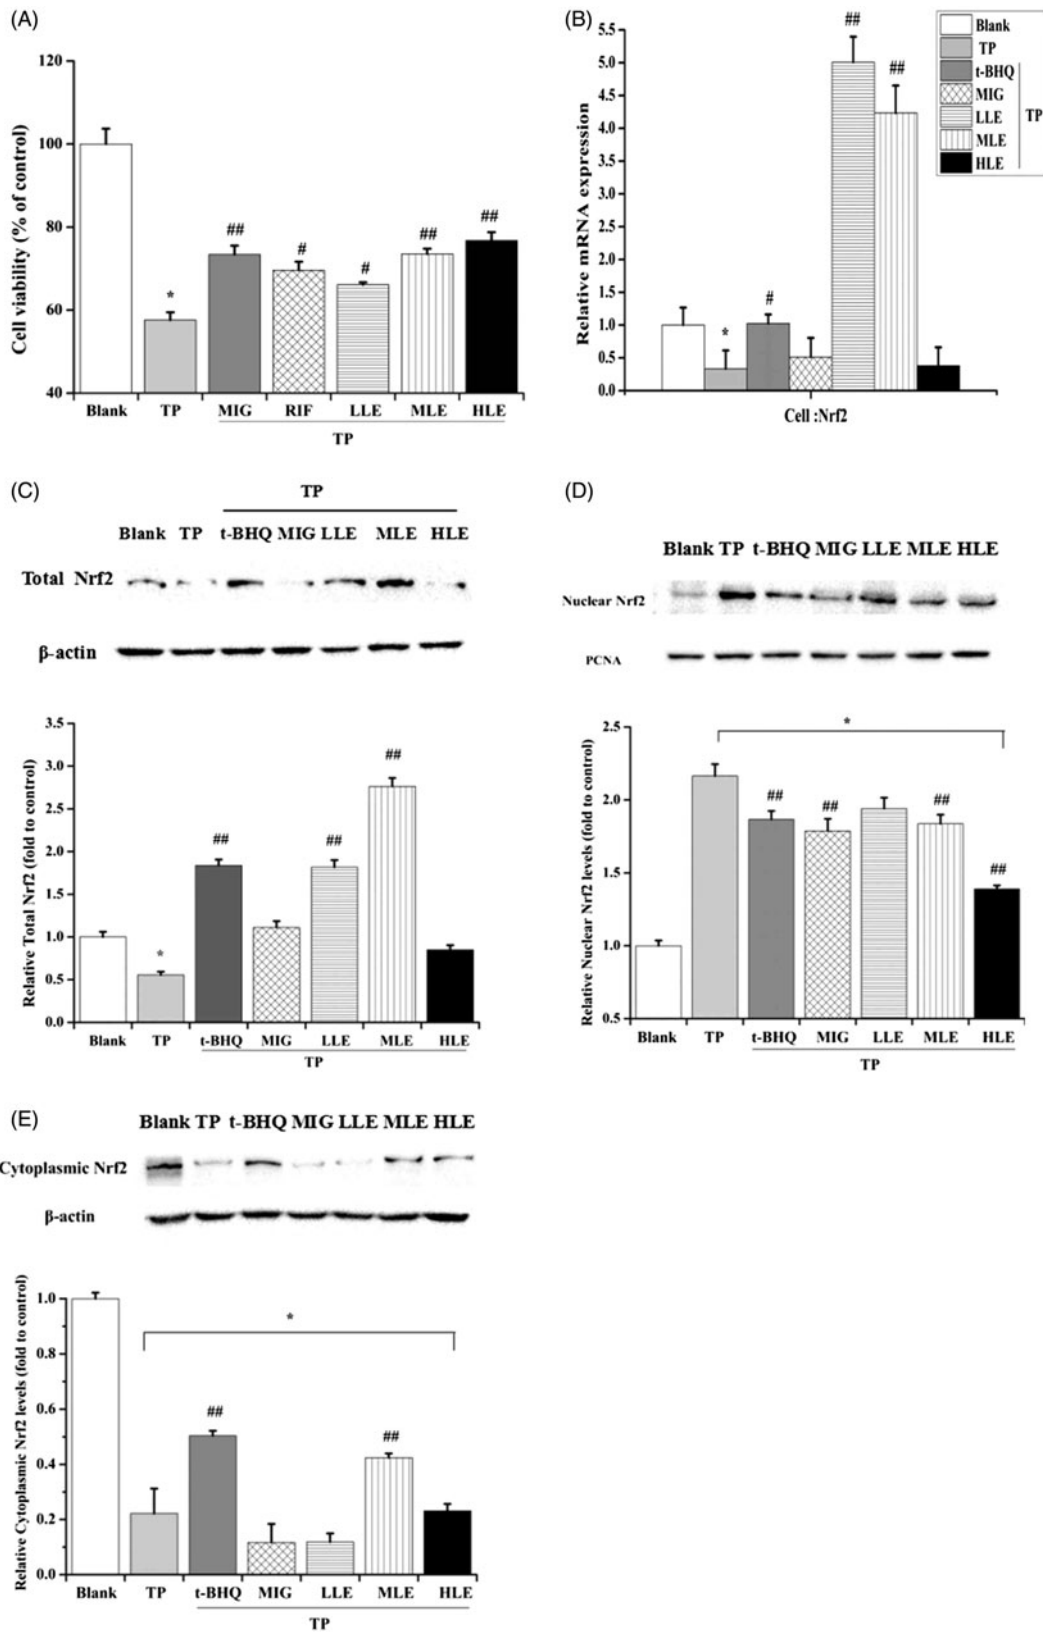 (A)
120
100
80
60
40
Cell viability (% of control)
*
##
#
#
##
##
Blank TP MIG RIF LLE MLE HLE
TP
(B)
5.5
5.0
4.5
4.0
3.5
3.0
2.5
2.0
1.5
1.0
0.5
0.0
Relative mRNA expression
*
#
##
##
Cell :Nrf2
Blank
TP
t-BHQ
MIG
LLE
MLE
HLE
TP
(C)
TP
Blank TP t-BHQ MIG LLE MLE HLE
Total Nrf2
β-actin
3.5
3.0
2.5
2.0
1.5
1.0
0.5
0.0
Relative Total Nrf2 (fold to control)
*
##
##
##
Blank TP t-BHQ MIG LLE MLE HLE
TP
(D)
Blank TP t-BHQ MIG LLE MLE HLE
Nuclear Nrf2
PCNA
2.5
2.0
1.5
1.0
0.5
Relative Nuclear Nrf2 levels (fold to control)
*
##
##
##
##
Blank TP t-BHQ MIG LLE MLE HLE
TP
(E)
Blank TP t-BHQ MIG LLE MLE HLE
Cytoplasmic Nrf2
β-actin
1.0
0.8
0.6
0.4
0.2
0.0
Relative Cytoplasmic Nrf2 levels (fold to control)
*
##
##
Blank TP t-BHQ MIG LLE MLE HLE
TP